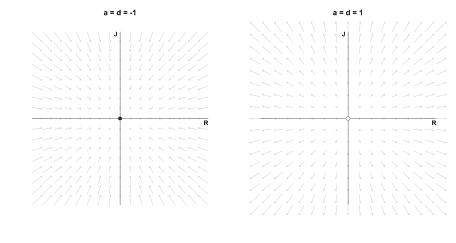 a = d = -1
J
R
a = d = 1
J
R